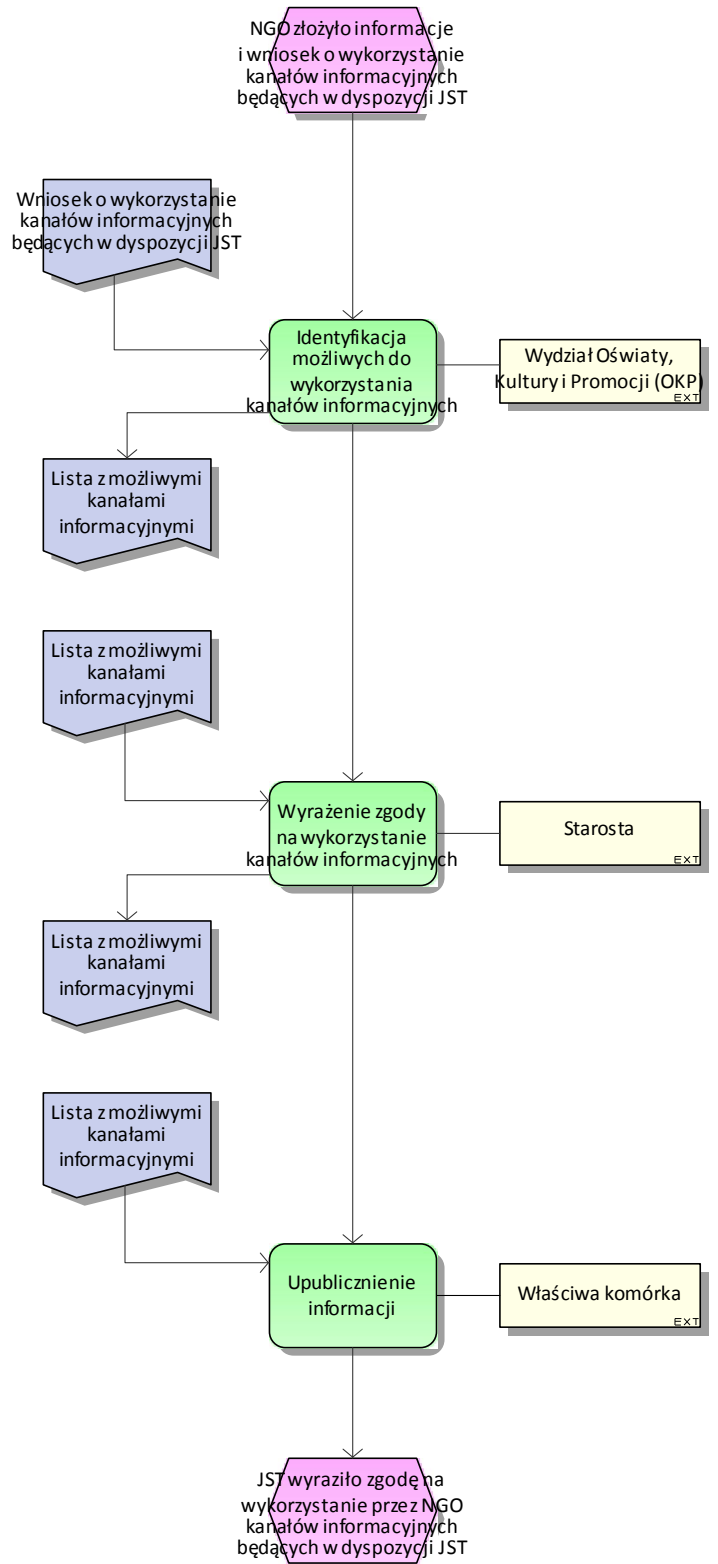 NGO złożyło informacje
i wniosek o wykorzystanie
kanałów informacyjnych
będących w dyspozycji JST
Wniosek o wykorzystanie
kanałów informacyjnych
będących w dyspozycji JST
Identyfikacja
możliwych do
wykorzystania
kanałów informacyjnych
Wydział Oświaty,
Kultury i Promocji (OKP)
EXT
Lista z możliwymi
kanałami
informacyjnymi
Lista z możliwymi
kanałami
informacyjnymi
Wyrażenie zgody
na wykorzystanie
kanałów informacyjnych
Starosta
EXT
Lista z możliwymi
kanałami
informacyjnymi
Lista z możliwymi
kanałami
informacyjnymi
Upublicznienie
informacji
Właściwa komórka
EXT
JST wyraziło zgodę na
wykorzystanie przez NGO
kanałów informacyjnych
będących w dyspozycji JST